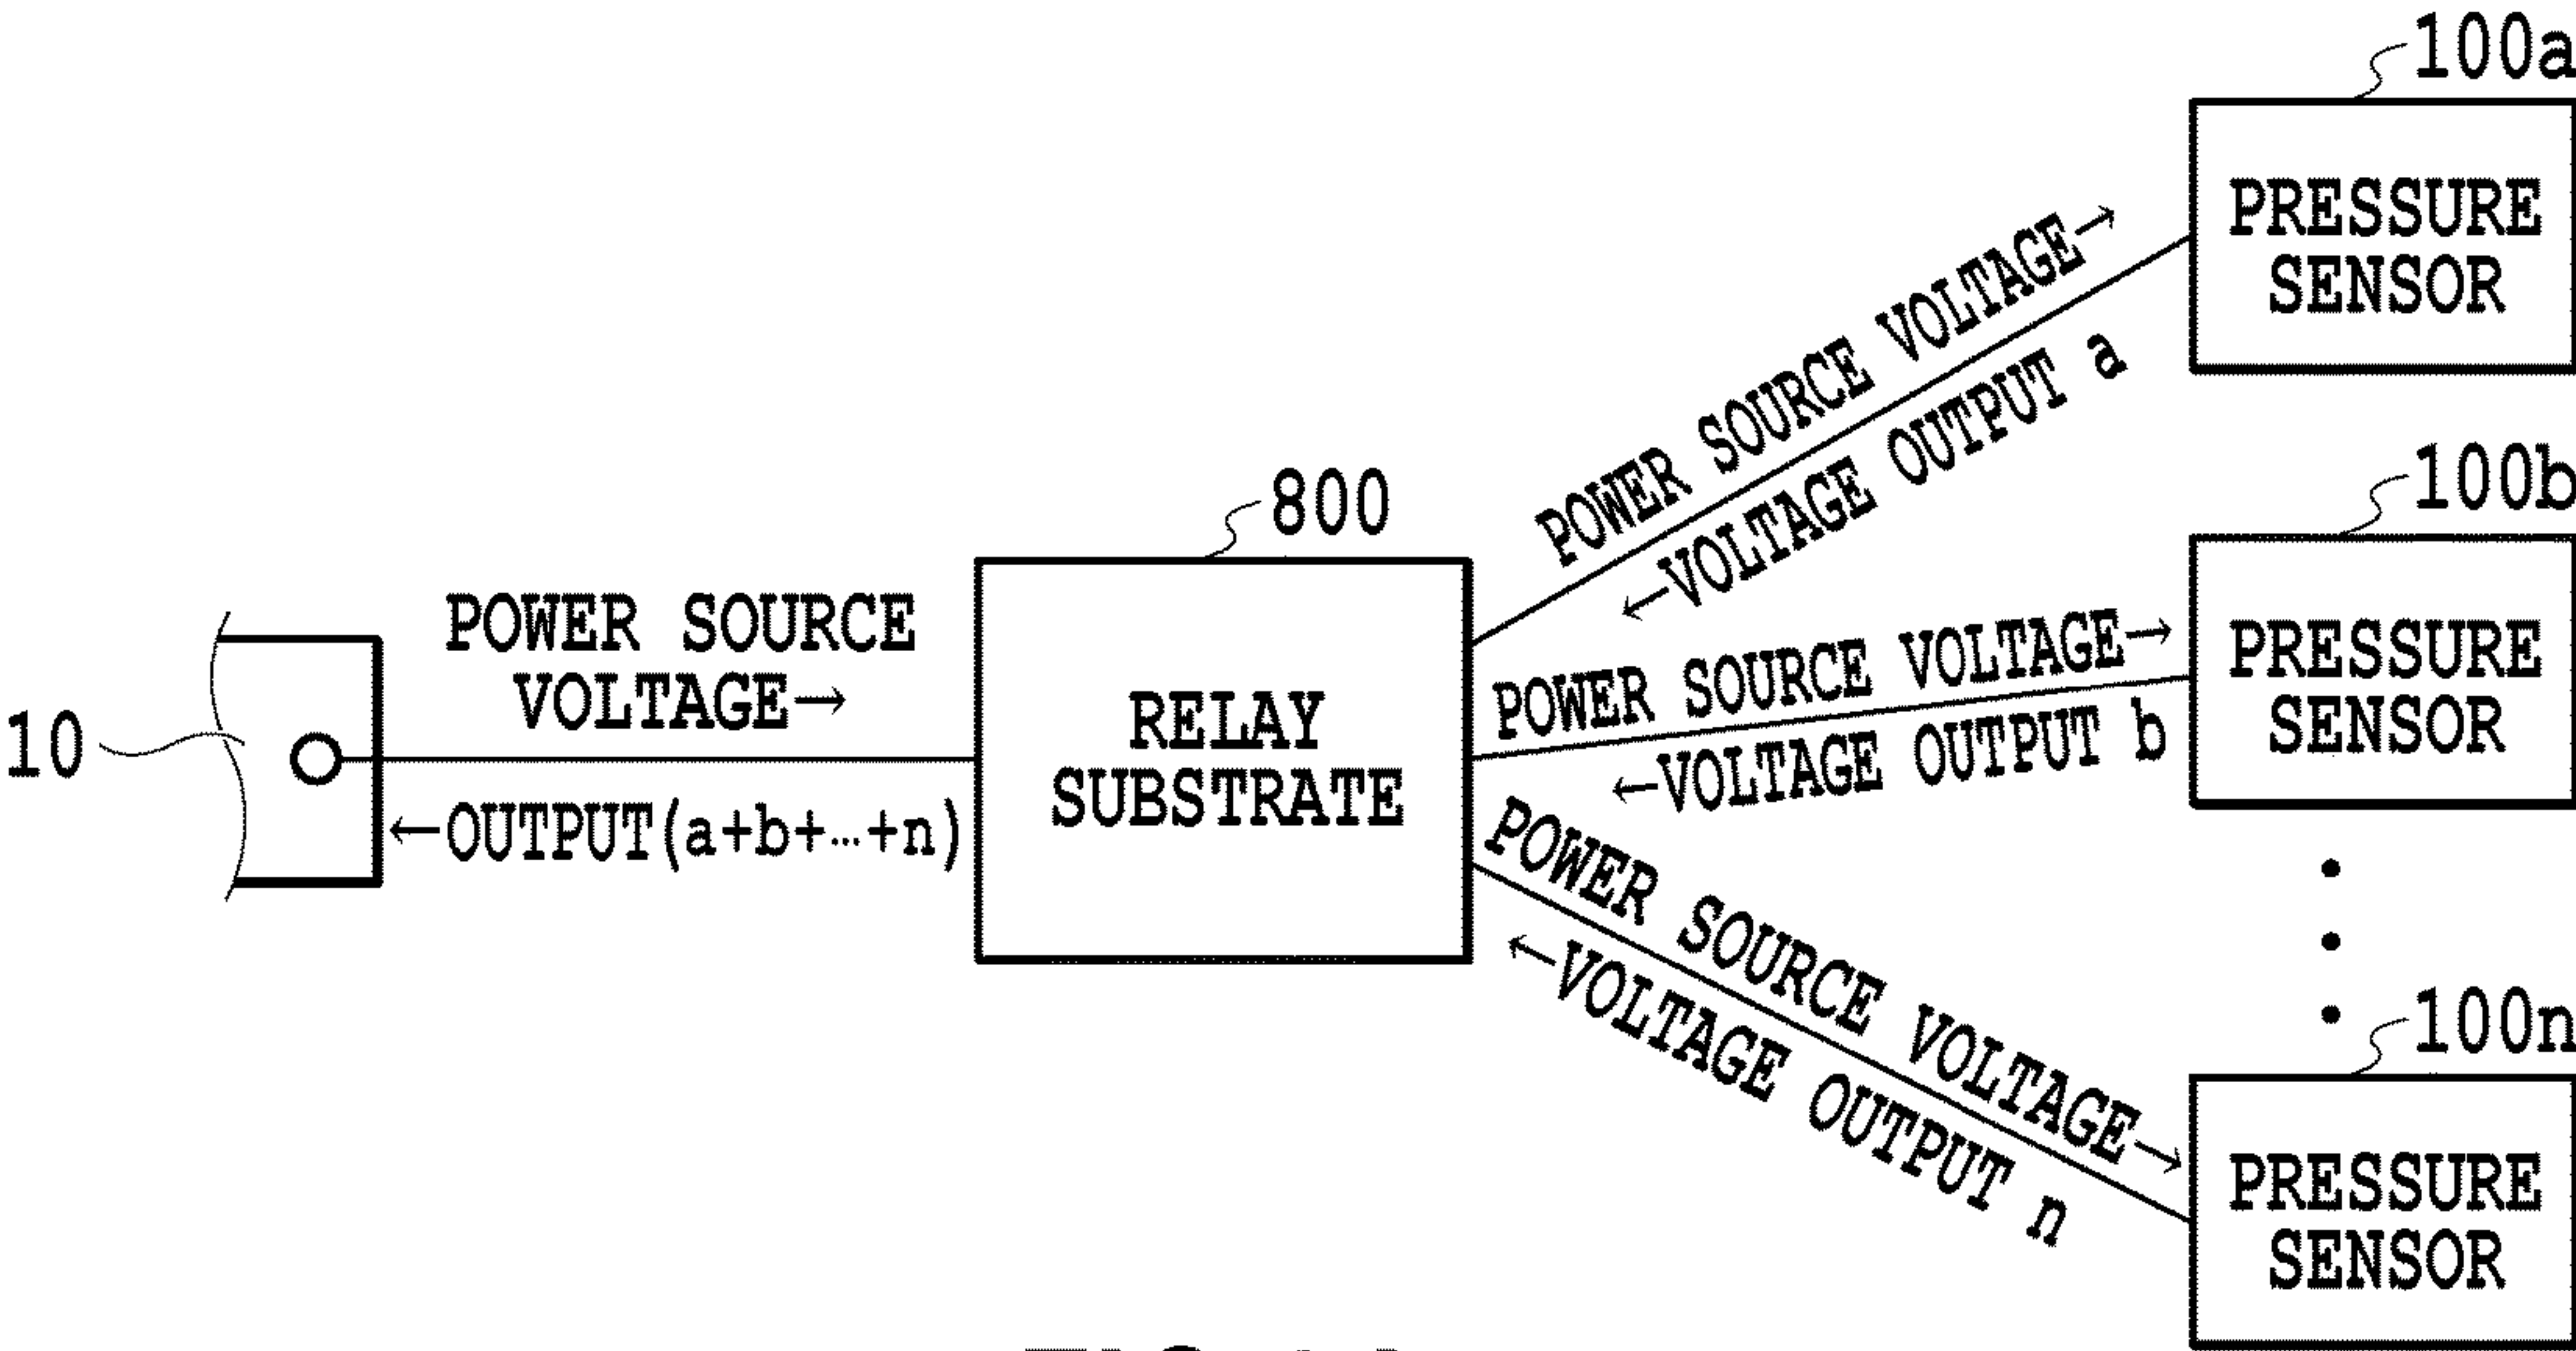 100a
PRESSURE
SENSOR
POWER SOURCE VOLTAGE→
←VOLTAGE OUTPUT a
100b
PRESSURE
SENSOR
POWER SOURCE VOLTAGE→
←VOLTAGE OUTPUT b
800
RELAY
SUBSTRATE
POWER SOURCE
VOLTAGE→
←OUTPUT(a+b+…+n)
10
POWER SOURCE VOLTAGE→
←VOLTAGE OUTPUT n
100n
PRESSURE
SENSOR